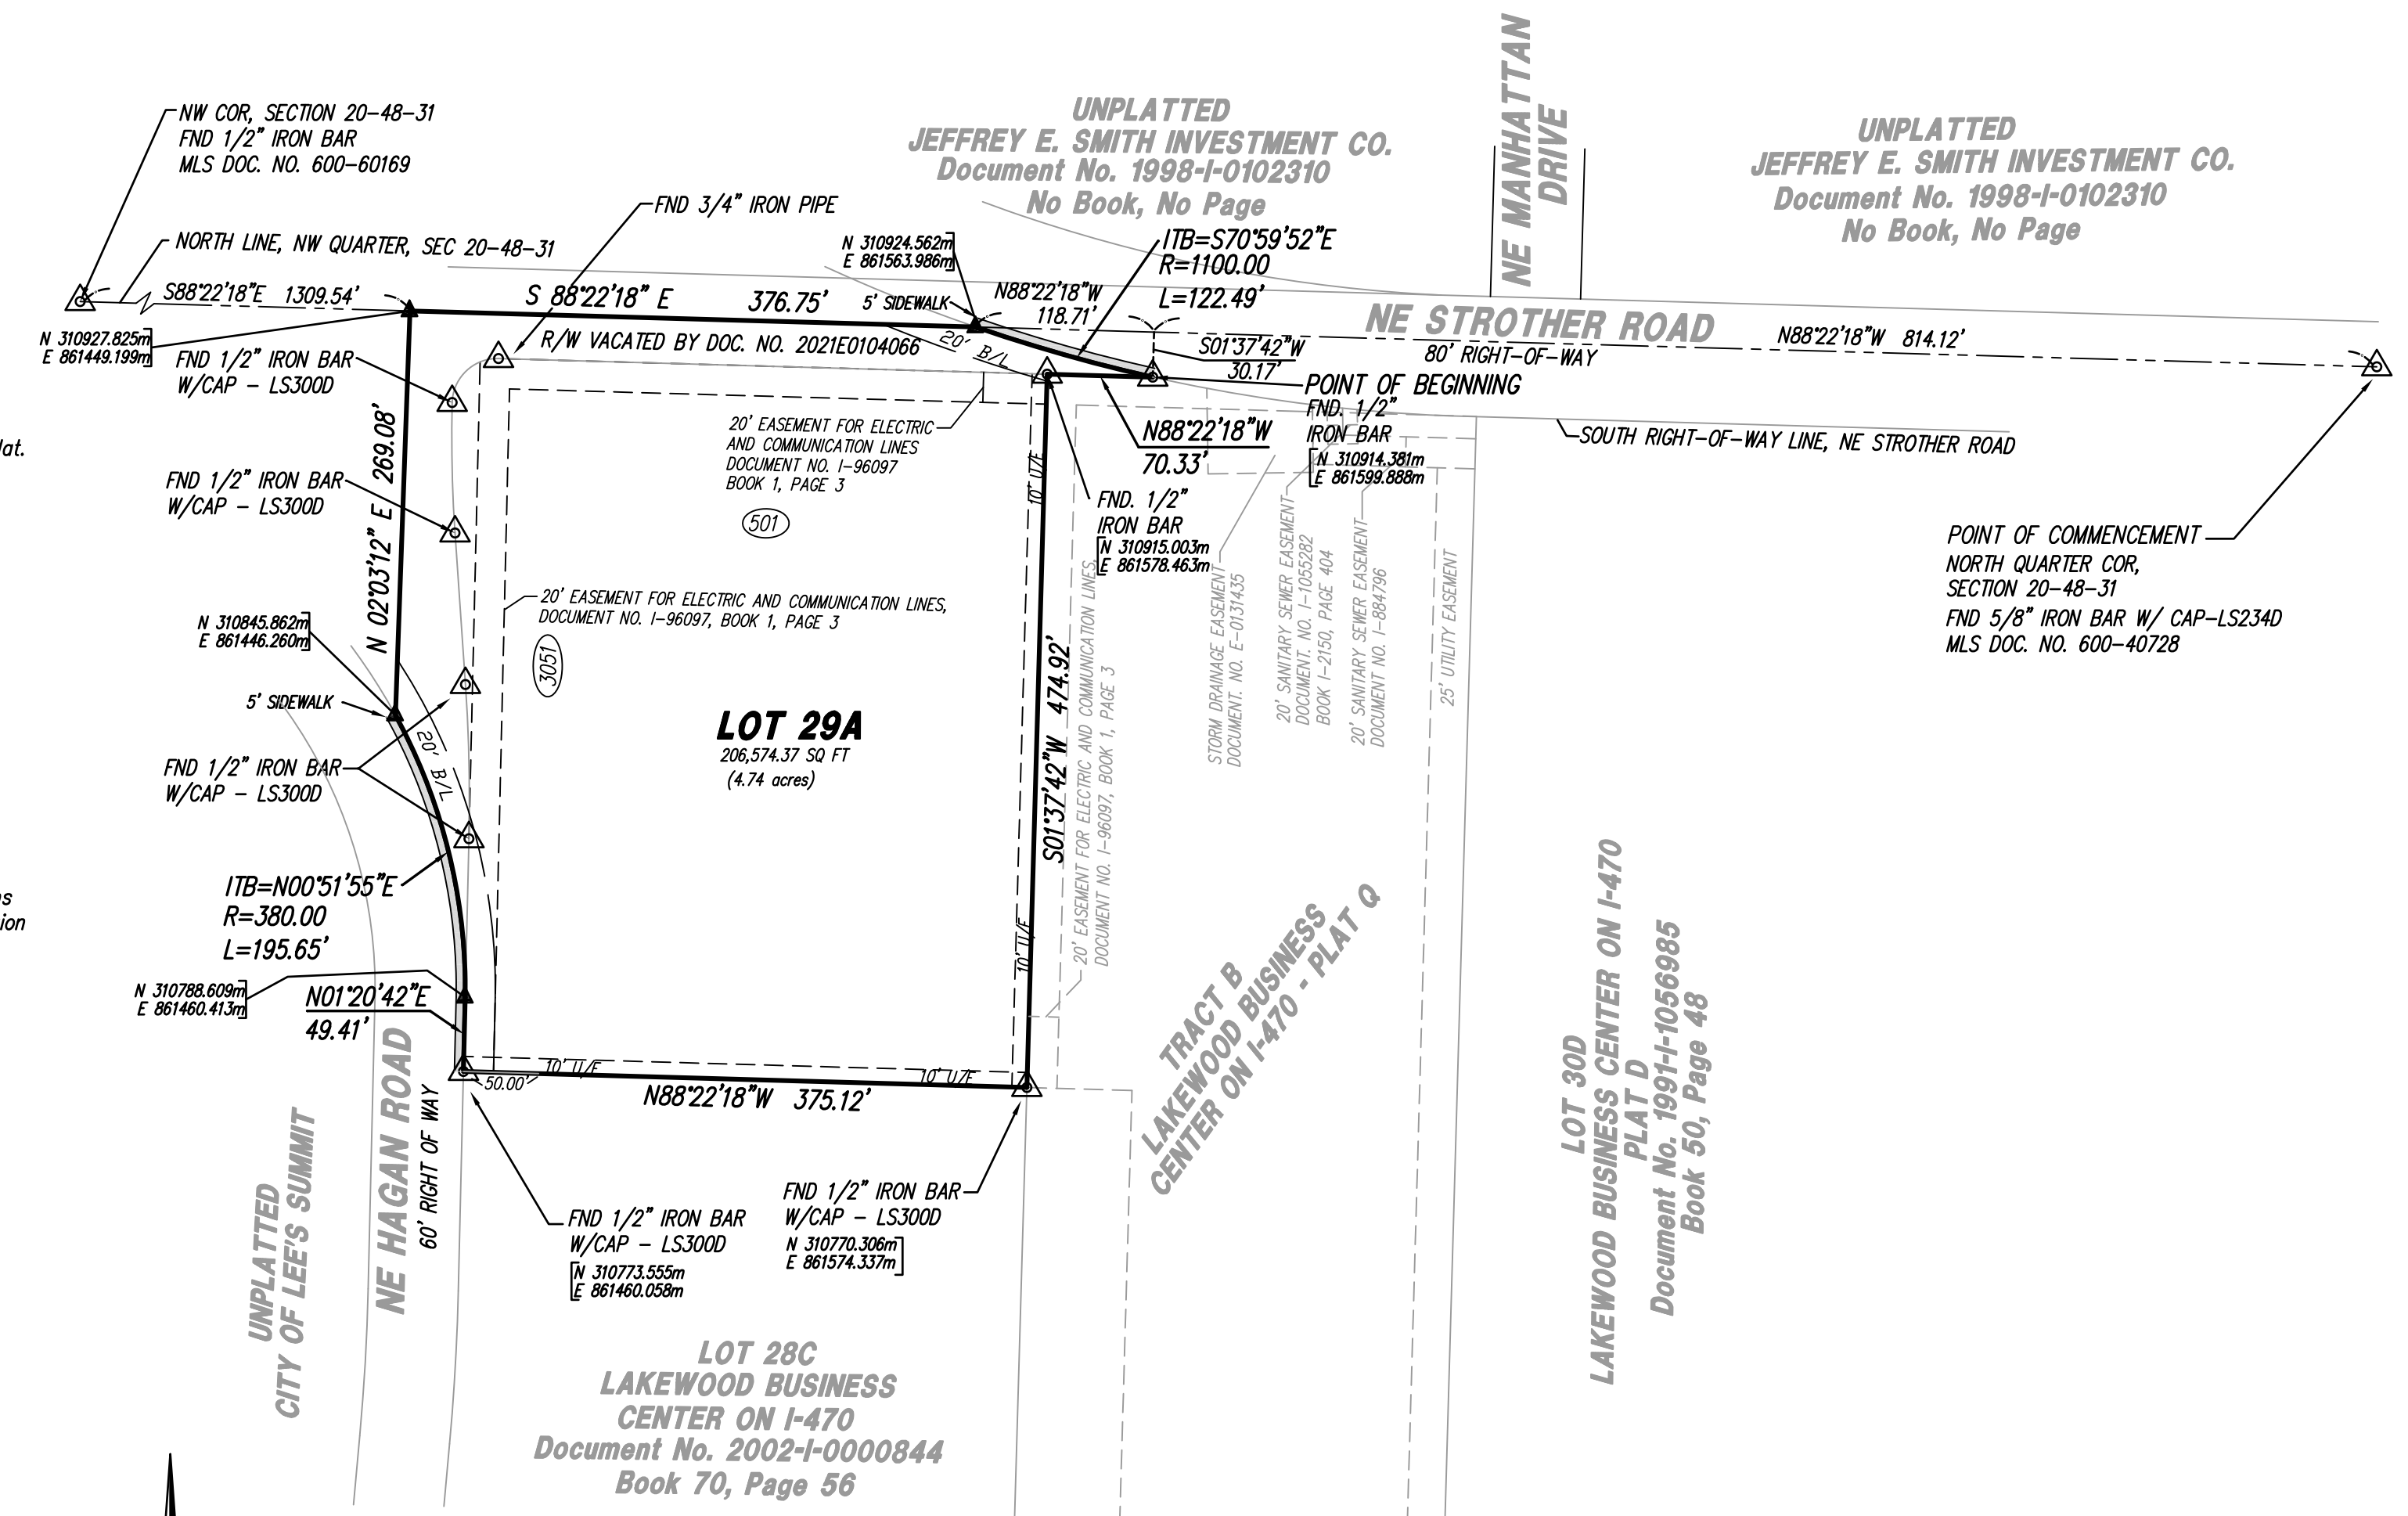 NW COR, SECTION 20-48-31
FND 1/2" IRON BAR
MLS DOC. NO. 600-60169
NORTH LINE, NW QUARTER, SEC 20-48-31
S88°22'18"E 1309.54'
FND 3/4" IRON PIPE
UNPLATTED
JEFFREY E. SMITH INVESTMENT CO.
Document No. 1998-I-0102310
No Book, No Page
NE MANHATTAN
DRIVE
UNPLATTED
JEFFREY E. SMITH INVESTMENT CO.
Document No. 1998-I-0102310
No Book, No Page
N 310924.562m
E 861563.986m
ITB=S70°59'52"E
R=1100.00
L=122.49'
S 88°22'18" E 376.75'
5' SIDEWALK
N88°22'18"W
118.71'
NE STROTHER ROAD
80' RIGHT-OF-WAY
N88°22'18"W 814.12'
N 310927.825m
E 861449.199m
R/W VACATED BY DOC. NO. 2021E0104066
20' B/L
S01°37'42"W
30.17'
POINT OF BEGINNING
FND. 1/2"
IRON BAR
N 310914.381m
E 861599.888m
FND 1/2" IRON BAR
W/CAP - LS300D
N 02°03'12" E 269.08'
20' EASEMENT FOR ELECTRIC
AND COMMUNICATION LINES
DOCUMENT NO. I-96097
BOOK 1, PAGE 3
501
10' U/E
N88°22'18"W
70.33'
SOUTH RIGHT-OF-WAY LINE, NE STROTHER ROAD
lat.
FND 1/2" IRON BAR
W/CAP - LS300D
FND. 1/2"
IRON BAR
N 310915.003m
E 861578.463m
POINT OF COMMENCEMENT
NORTH QUARTER COR,
SECTION 20-48-31
FND 5/8" IRON BAR W/ CAP-LS234D
MLS DOC. NO. 600-40728
20' EASEMENT FOR ELECTRIC AND COMMUNICATION LINES,
DOCUMENT NO. I-96097, BOOK 1, PAGE 3
3051
N 310845.862m
E 861446.260m
5' SIDEWALK
20' B/L
LOT 29A
206,574.37 SQ FT
(4.74 acres)
S01°37'42"W 474.92'
20' EASEMENT FOR ELECTRIC AND COMMUNICATION LINES,
DOCUMENT NO. I-96097, BOOK 1, PAGE 3
STORM DRAINAGE EASEMENT
DOCUMENT. NO. E-0131435
20' SANITARY SEWER EASEMENT
DOCUMENT. NO. I-1055282
BOOK I-2150, PAGE 404
20' SANITARY SEWER EASEMENT
DOCUMENT NO. I-884796
25' UTILITY EASEMENT
FND 1/2" IRON BAR
W/CAP - LS300D
ITB=N00°51'55"E
R=380.00
L=195.65'
ns
ion
N 310788.609m
E 861460.413m
N01°20'42"E
49.41'
10' U/E
50.00'
10' U/E
10' U/E
N88°22'18"W 375.12'
NE HAGAN ROAD
60' RIGHT OF WAY
UNPLATTED
CITY OF LEE'S SUMMIT
FND 1/2" IRON BAR
W/CAP - LS300D
N 310773.555m
E 861460.058m
FND 1/2" IRON BAR
W/CAP - LS300D
N 310770.306m
E 861574.337m
TRACT B
LAKEWOOD BUSINESS
CENTER ON I-470 - PLAT Q
LOT 30D
LAKEWOOD BUSINESS CENTER ON I-470
PLAT D
Document No. 1991-I-1056985
Book 50, Page 48
LOT 28C
LAKEWOOD BUSINESS
CENTER ON I-470
Document No. 2002-I-0000844
Book 70, Page 56